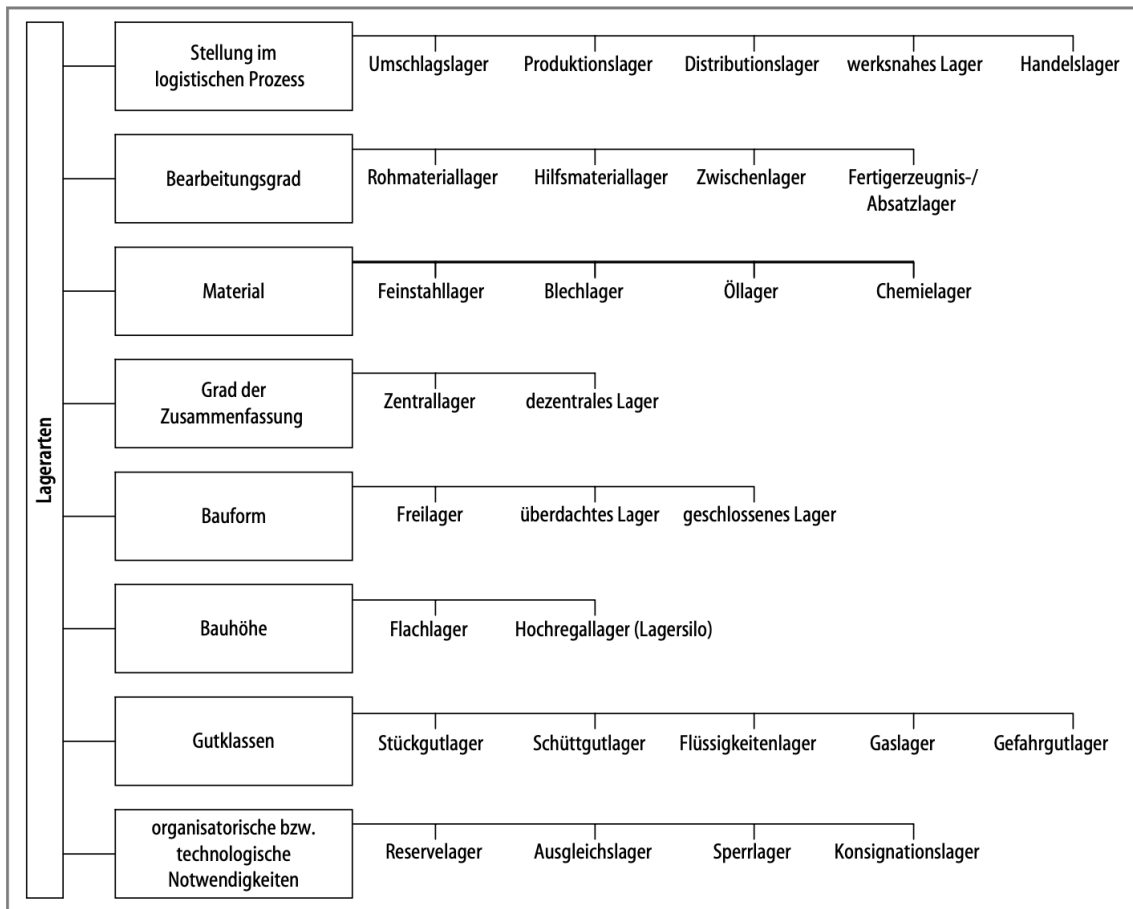 Lagerarten
Stellung im
logistischen Prozess
Umschlagslager Produktionslager Distributionslager werksnahes Lager Handelslager
Bearbeitungsgrad
Rohmateriallager Hilfsmateriallager Zwischenlager Fertigerzeugnis-/
Absatzlager
Material
Feinstahllager Blechlager Öllager Chemielager
Grad der
Zusammenfassung
Zentrallager dezentrales Lager
Bauform
Freilager überdachtes Lager geschlossenes Lager
Bauhöhe
Flachlager Hochregallager (Lagersilo)
Gutklassen
Stückgutlager Schüttgutlager Flüssigkeitenlager Gaslager Gefahrgutlager
organisatorische bzw.
technologische
Notwendigkeiten
Reservelager Ausgleichslager Sperrlager Konsignationslager